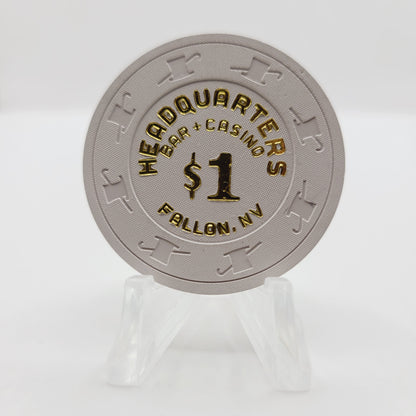 HEADQUARTERS
BAR + CASINO
$1
FALLON, NV